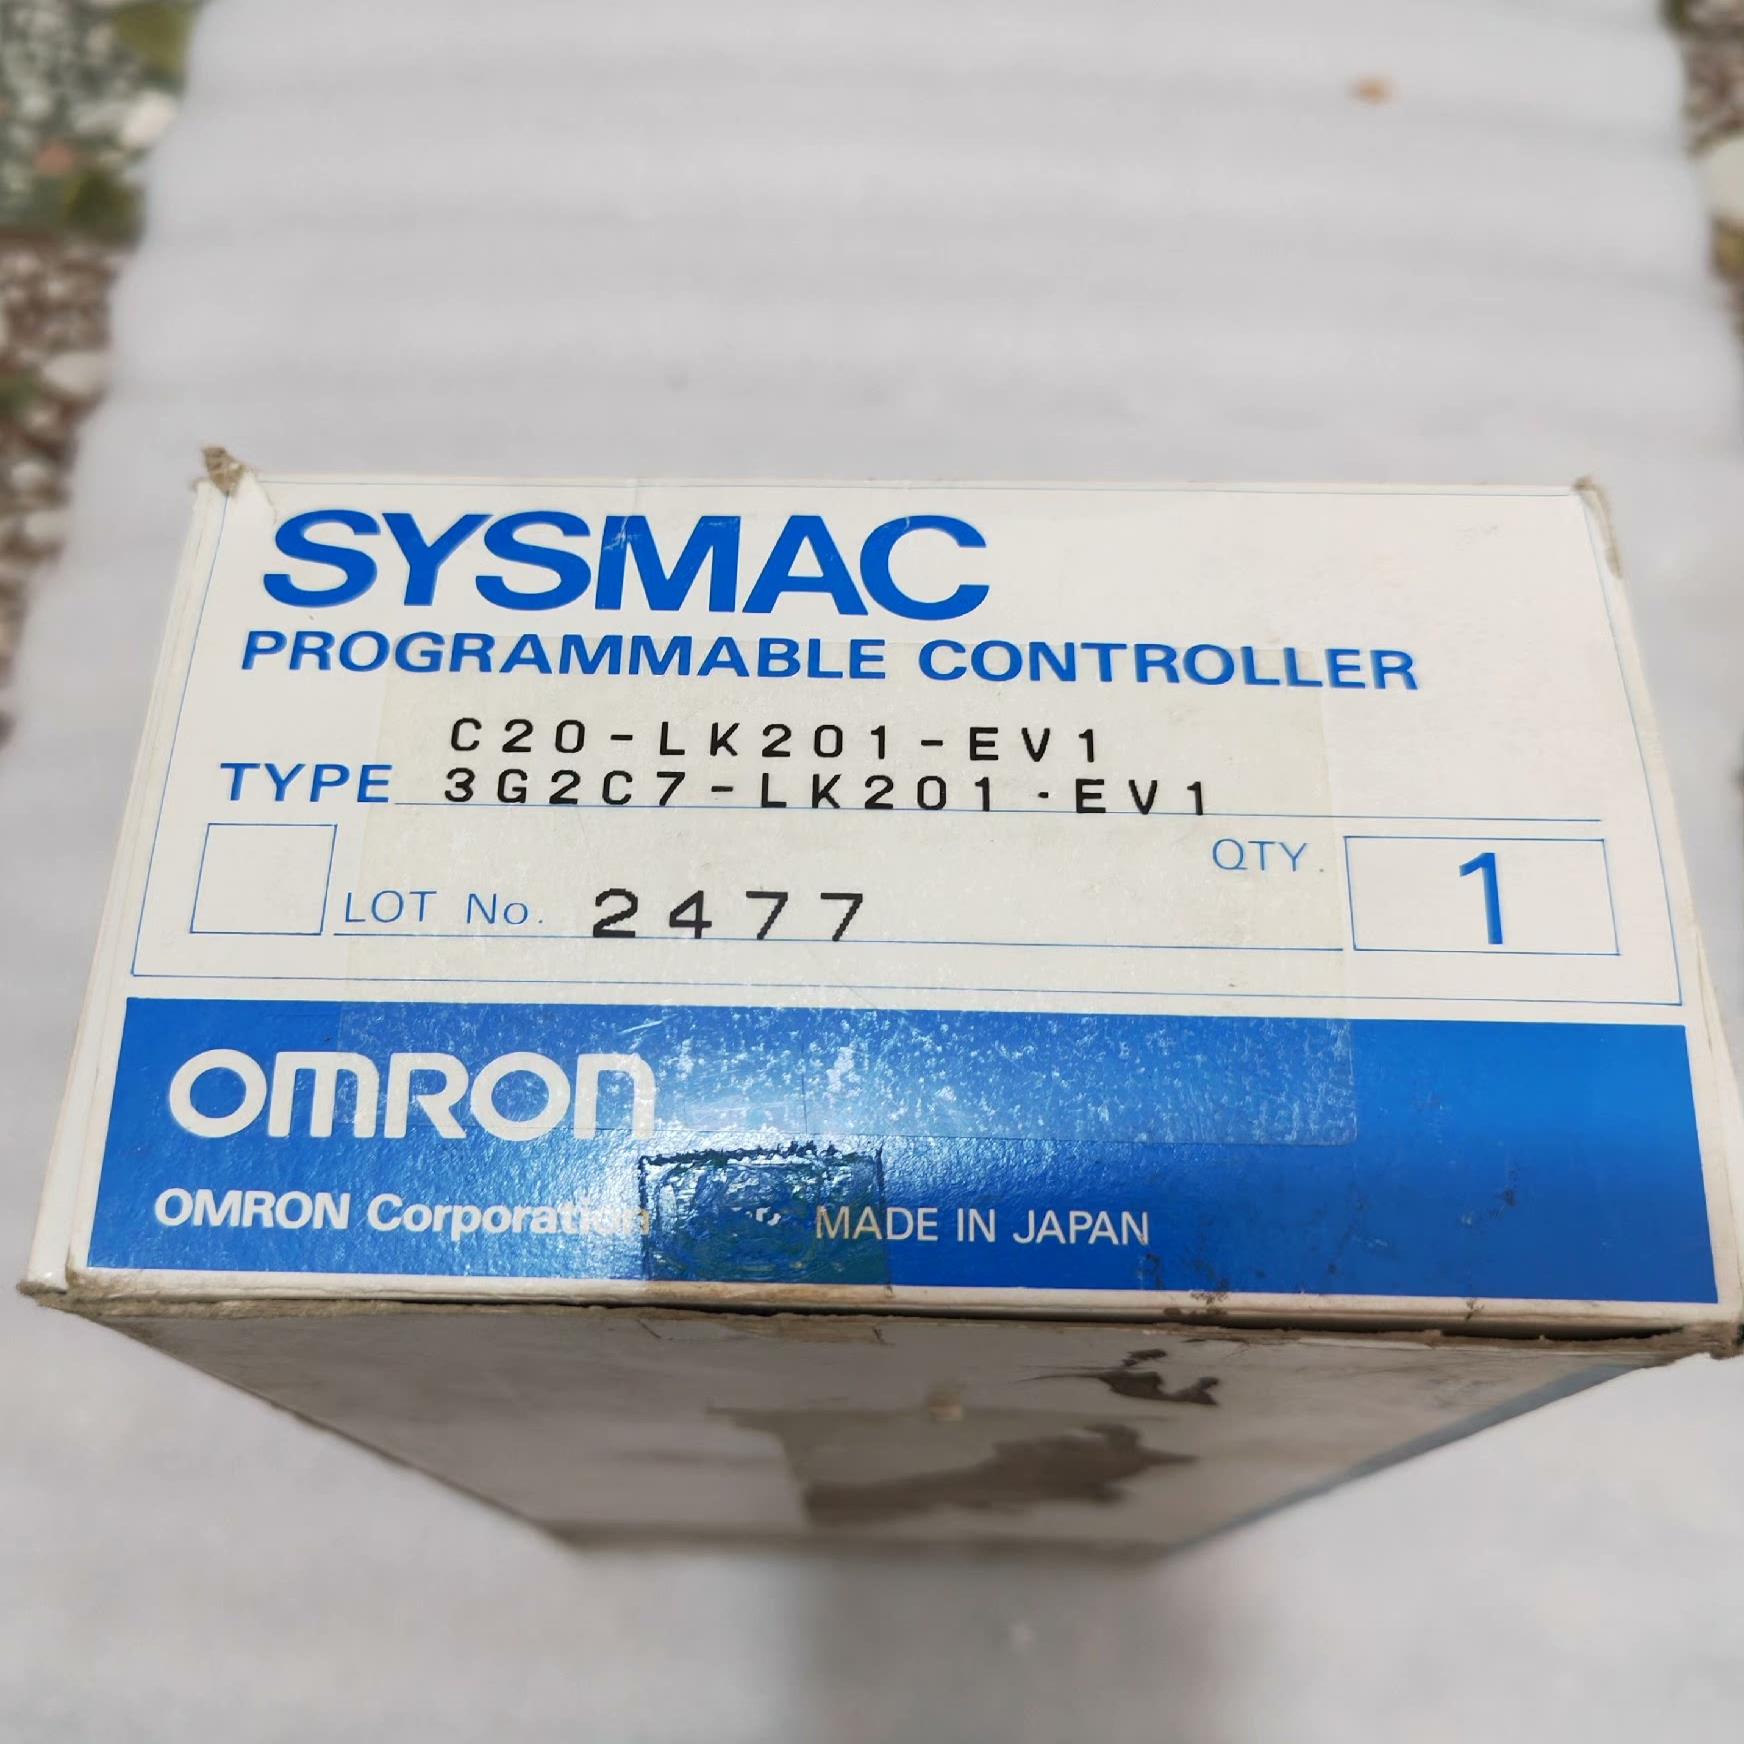 SYSMAC
PROGRAMMABLE CONTROLLER
C20-LK201-EV1
TYPE 3G2C7-LK201-EV1
QTY. 1
LOT No. 2477
OMRON
OMRON Corporation MADE IN JAPAN